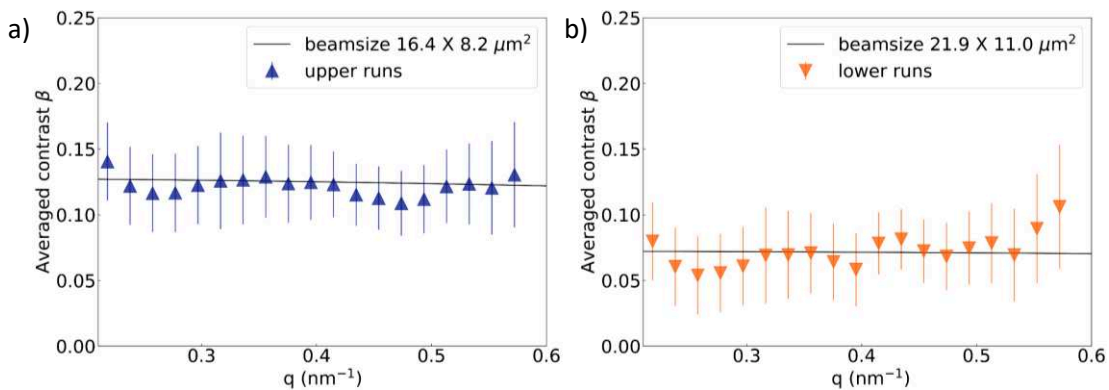 a)
0.25
0.20
0.15
0.10
0.05
0.00
Averaged contrast β
beamsize 16.4 X 8.2 μm²
upper runs
0.3 0.4 0.5 0.6
q (nm⁻¹)
b)
0.25
0.20
0.15
0.10
0.05
0.00
Averaged contrast β
beamsize 21.9 X 11.0 μm²
lower runs
0.3 0.4 0.5 0.6
q (nm⁻¹)